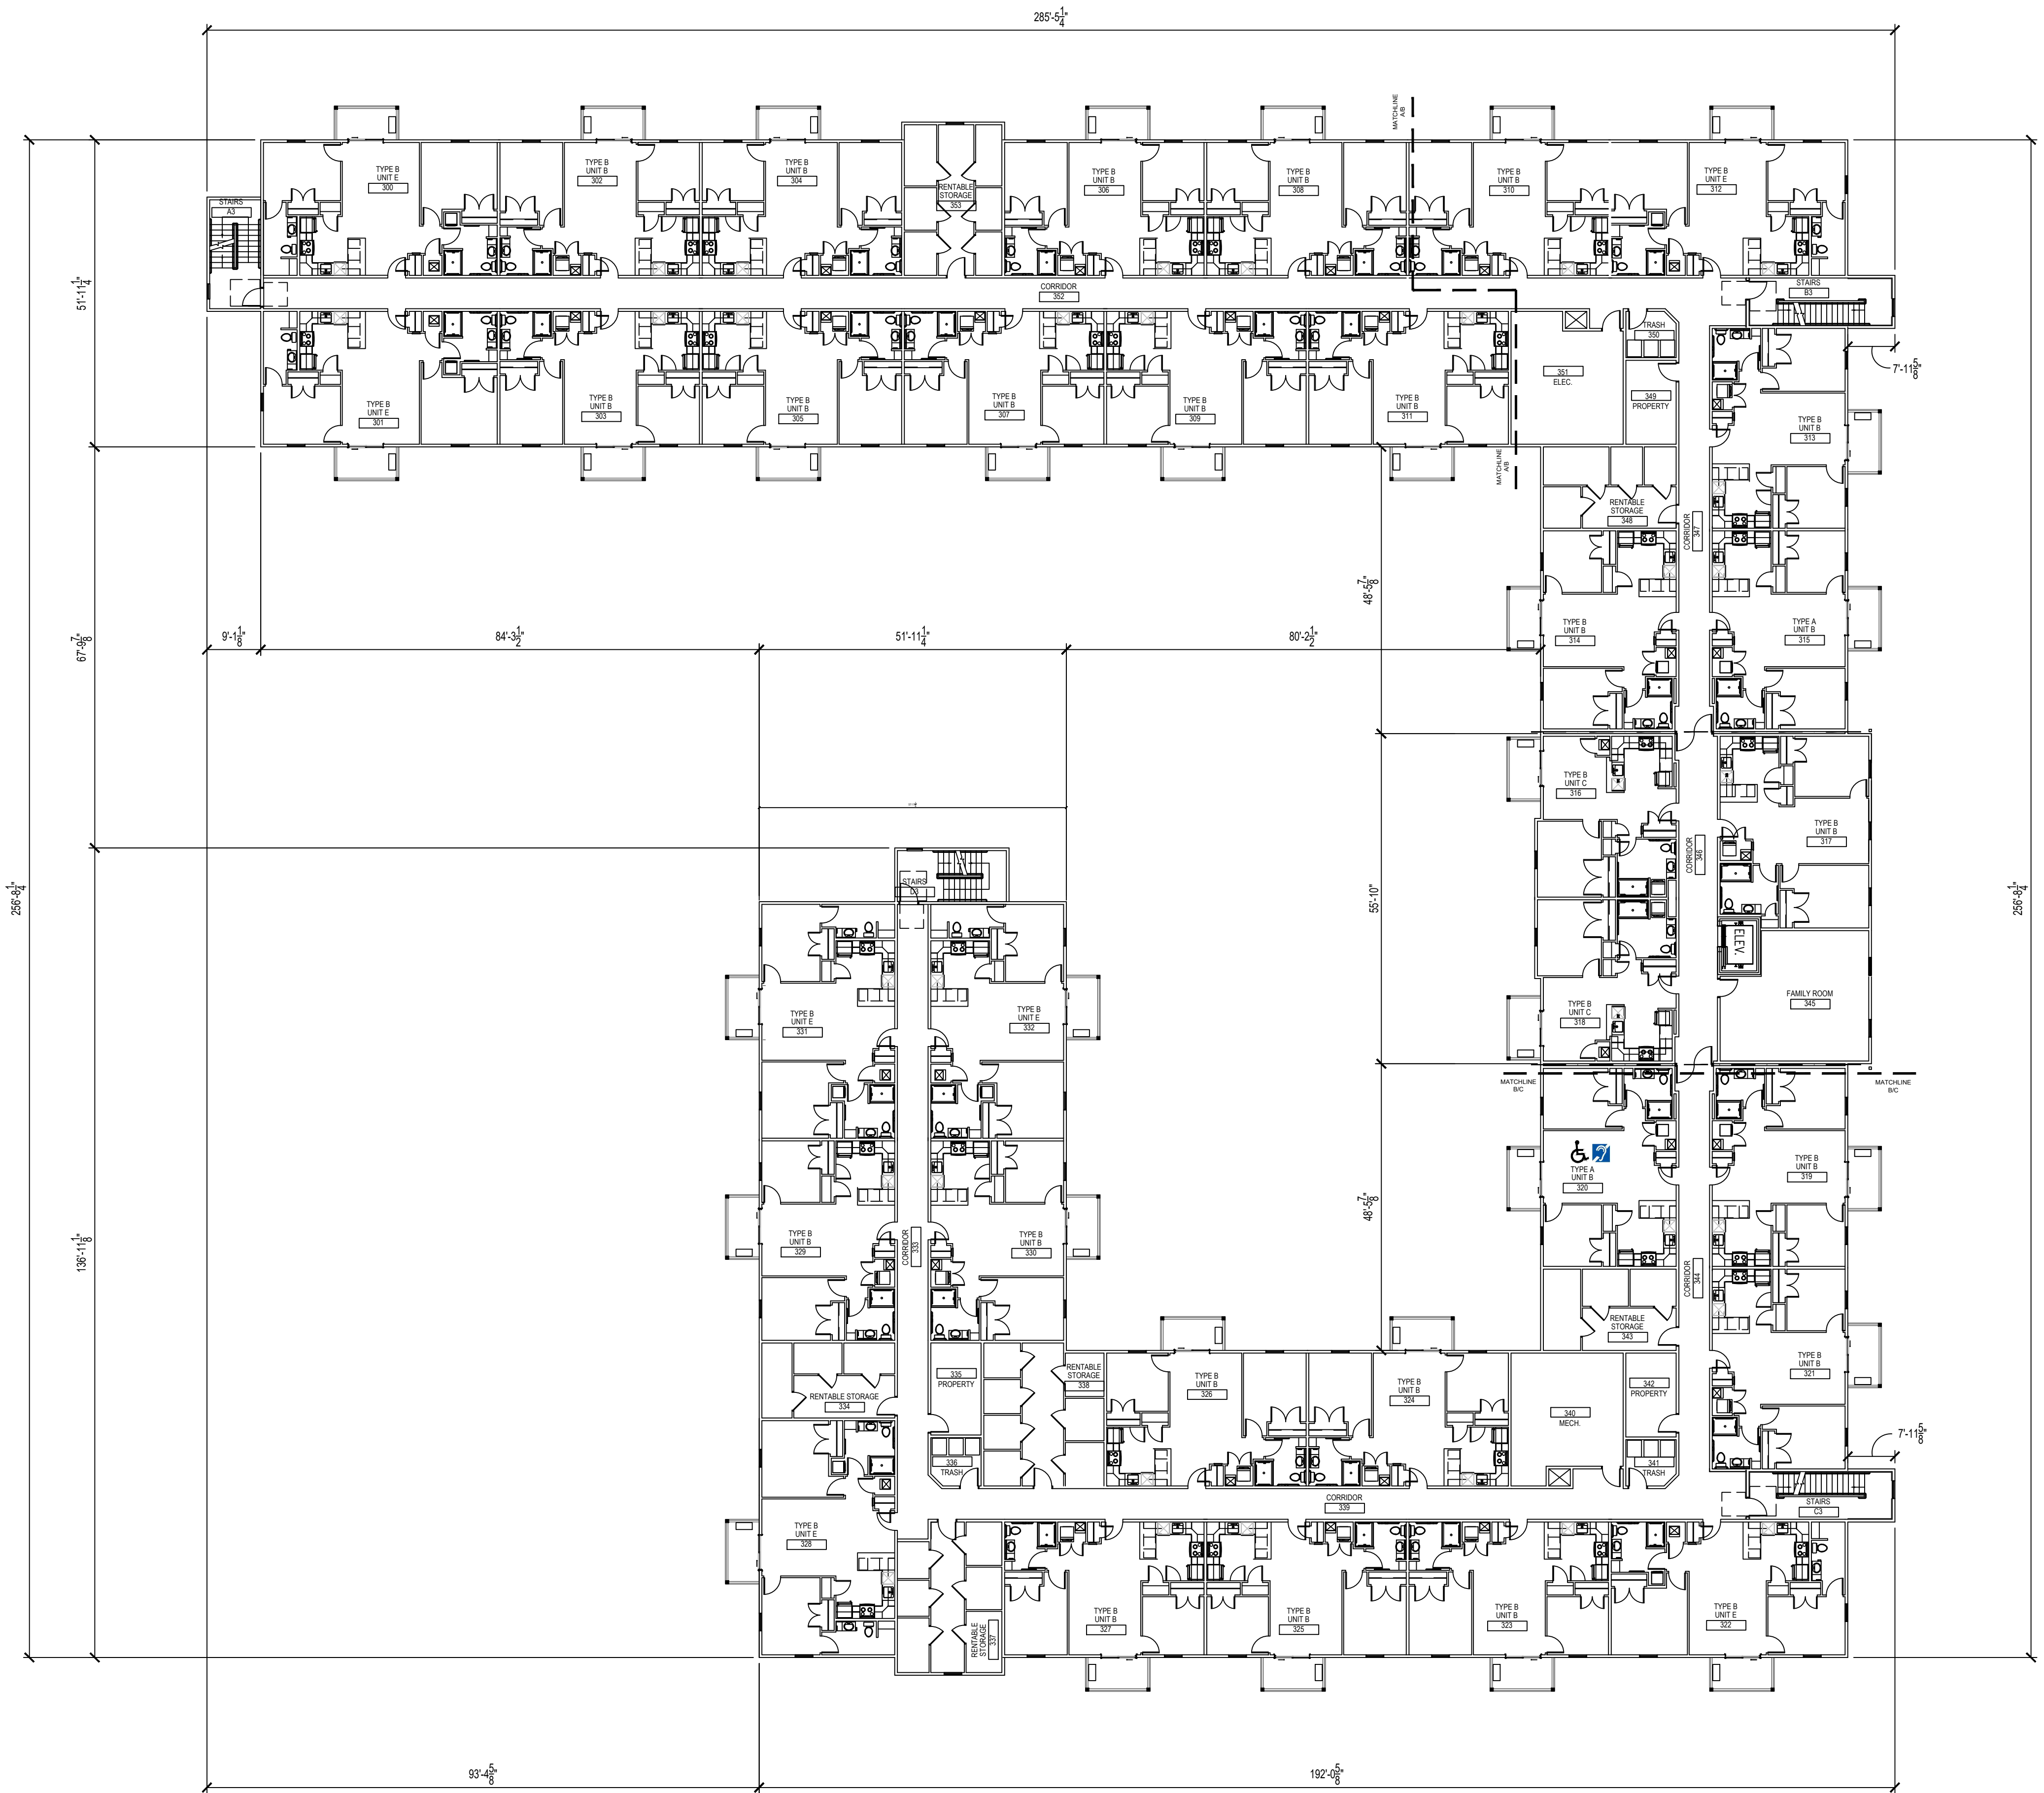 285'-5 1/4"
MATCHLINE
A/B
TYPE B
UNIT E
300
TYPE B
UNIT B
302
TYPE B
UNIT B
304
RENTABLE
STORAGE
353
TYPE B
UNIT B
306
TYPE B
UNIT B
308
TYPE B
UNIT B
310
TYPE B
UNIT E
312
STAIRS
A3
CORRIDOR
352
STAIRS
B3
51'-11 1/4"
TYPE B
UNIT E
301
TYPE B
UNIT B
303
TYPE B
UNIT B
305
TYPE B
UNIT B
307
TYPE B
UNIT B
309
TYPE B
UNIT B
311
351
ELEC.
TRASH
350
349
PROPERTY
7'-11 5/8"
TYPE B
UNIT B
313
MATCHLINE
A/B
RENTABLE
STORAGE
348
CORRIDOR
347
48'-5 7/8"
67'-9 7/8"
9'-1 1/8"
84'-3 1/2"
51'-11 1/4"
80'-2 1/2"
TYPE B
UNIT B
314
TYPE A
UNIT B
315
TYPE B
UNIT C
316
TYPE B
UNIT B
317
CORRIDOR
346
256'-8 1/4"
256'-8 1/4"
55'-10"
STAIRS
D3
ELEV.
FAMILY ROOM
345
TYPE B
UNIT C
318
TYPE B
UNIT E
331
TYPE B
UNIT E
332
MATCHLINE
B/C
MATCHLINE
B/C
TYPE A
UNIT B
320
TYPE B
UNIT B
319
48'-5 7/8"
136'-11 1/8"
TYPE B
UNIT B
329
CORRIDOR
333
TYPE B
UNIT B
330
CORRIDOR
344
RENTABLE
STORAGE
343
TYPE B
UNIT B
321
RENTABLE STORAGE
334
335
PROPERTY
RENTABLE
STORAGE
338
TYPE B
UNIT B
326
TYPE B
UNIT B
324
340
MECH.
342
PROPERTY
7'-11 5/8"
336
TRASH
341
TRASH
CORRIDOR
339
STAIRS
C3
TYPE B
UNIT E
328
RENTABLE
STORAGE
337
TYPE B
UNIT B
327
TYPE B
UNIT B
325
TYPE B
UNIT B
323
TYPE B
UNIT E
322
93'-4 5/8"
192'-0 5/8"